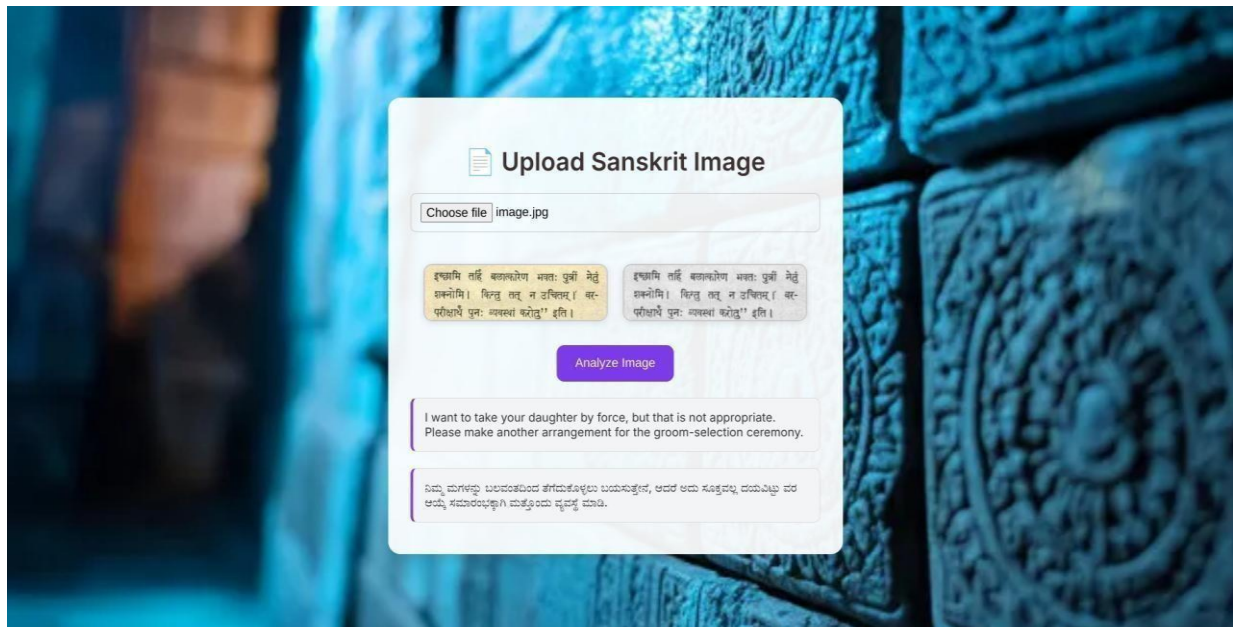 Upload Sanskrit Image
Choose file image.jpg
इच्छामि तर्हि बलात्कारेण भवतः पुत्रीं नेतुं
शक्नोमि। किन्तु तत् न उचितम्। वर-
परीक्षार्थं पुनः व्यवस्थां करोतु" इति।
इच्छामि तर्हि बलात्कारेण भवतः पुत्रीं नेतुं
शक्नोमि। किन्तु तत् न उचितम्। वर-
परीक्षार्थं पुनः व्यवस्थां करोतु" इति।
Analyze Image
I want to take your daughter by force, but that is not appropriate.
Please make another arrangement for the groom-selection ceremony.
ನಿಮ್ಮ ಮಗಳನ್ನು ಬಲವಂತದಿಂದ ತೆಗೆದುಕೊಳ್ಳಲು ಬಯಸುತ್ತೇನೆ, ಆದರೆ ಅದು ಸೂಕ್ತವಲ್ಲ ದಯವಿಟ್ಟು ವರ
ಆಯ್ಕೆ ಸಮಾರಂಭಕ್ಕಾಗಿ ಮತ್ತೊಂದು ವ್ಯವಸ್ಥೆ ಮಾಡಿ.